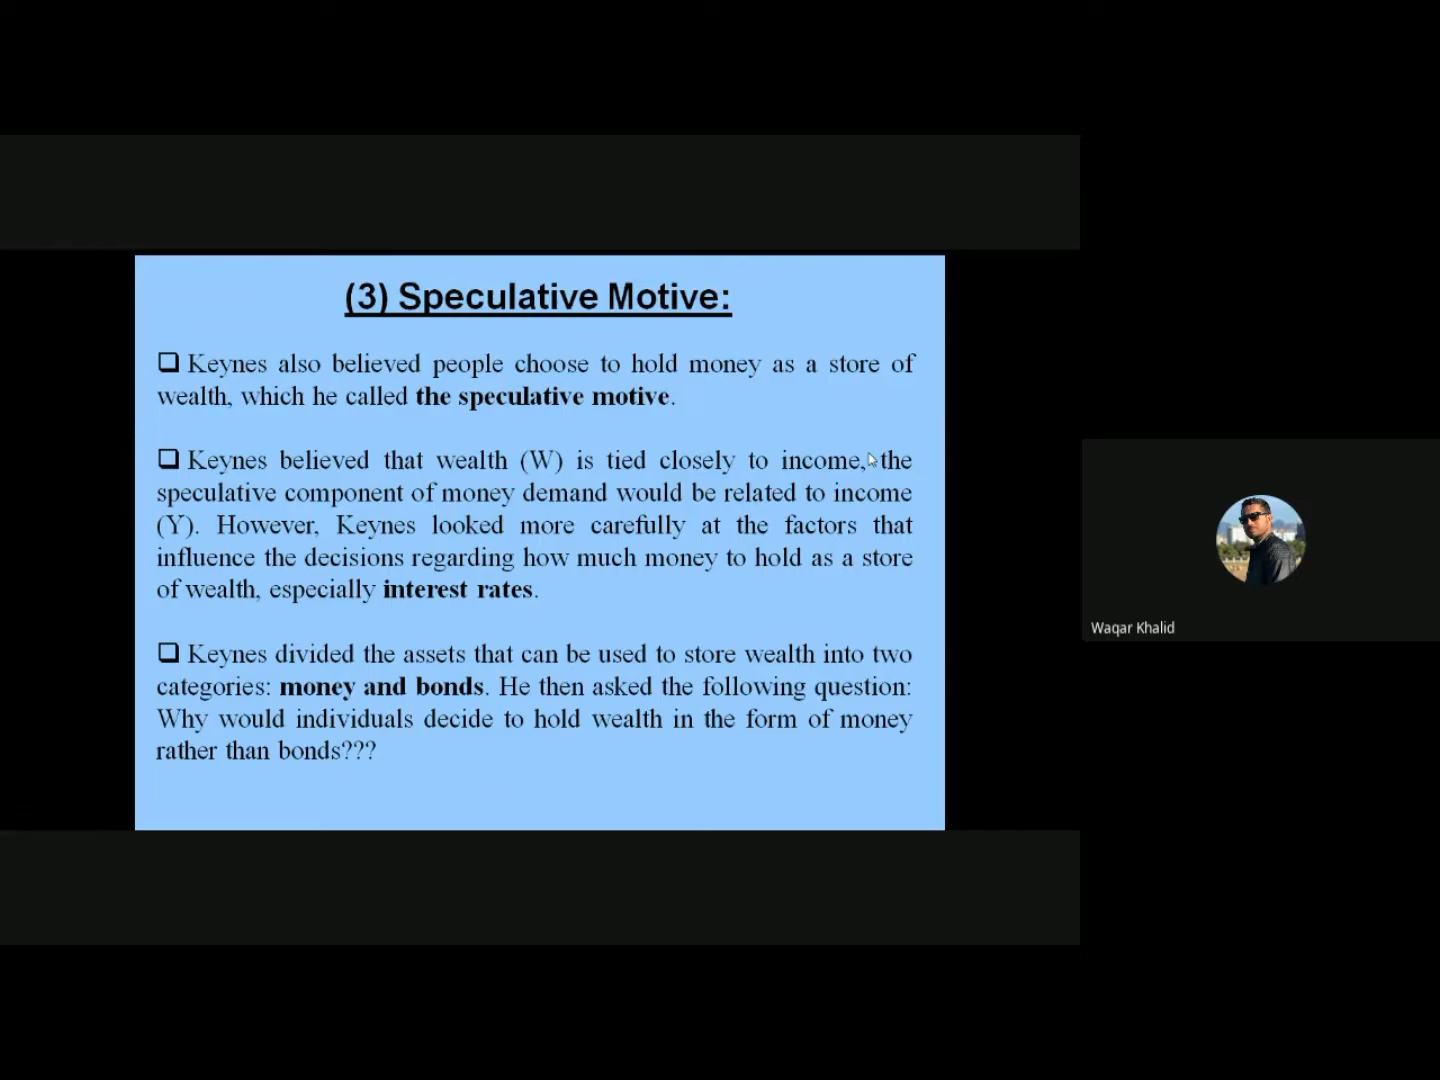 (3) Speculative Motive:
❑ Keynes also believed people choose to hold money as a store of
wealth, which he called the speculative motive.
❑ Keynes believed that wealth (W) is tied closely to income, the
speculative component of money demand would be related to income
(Y). However, Keynes looked more carefully at the factors that
influence the decisions regarding how much money to hold as a store
of wealth, especially interest rates.
❑ Keynes divided the assets that can be used to store wealth into two
categories: money and bonds. He then asked the following question:
Why would individuals decide to hold wealth in the form of money
rather than bonds???
Waqar Khalid